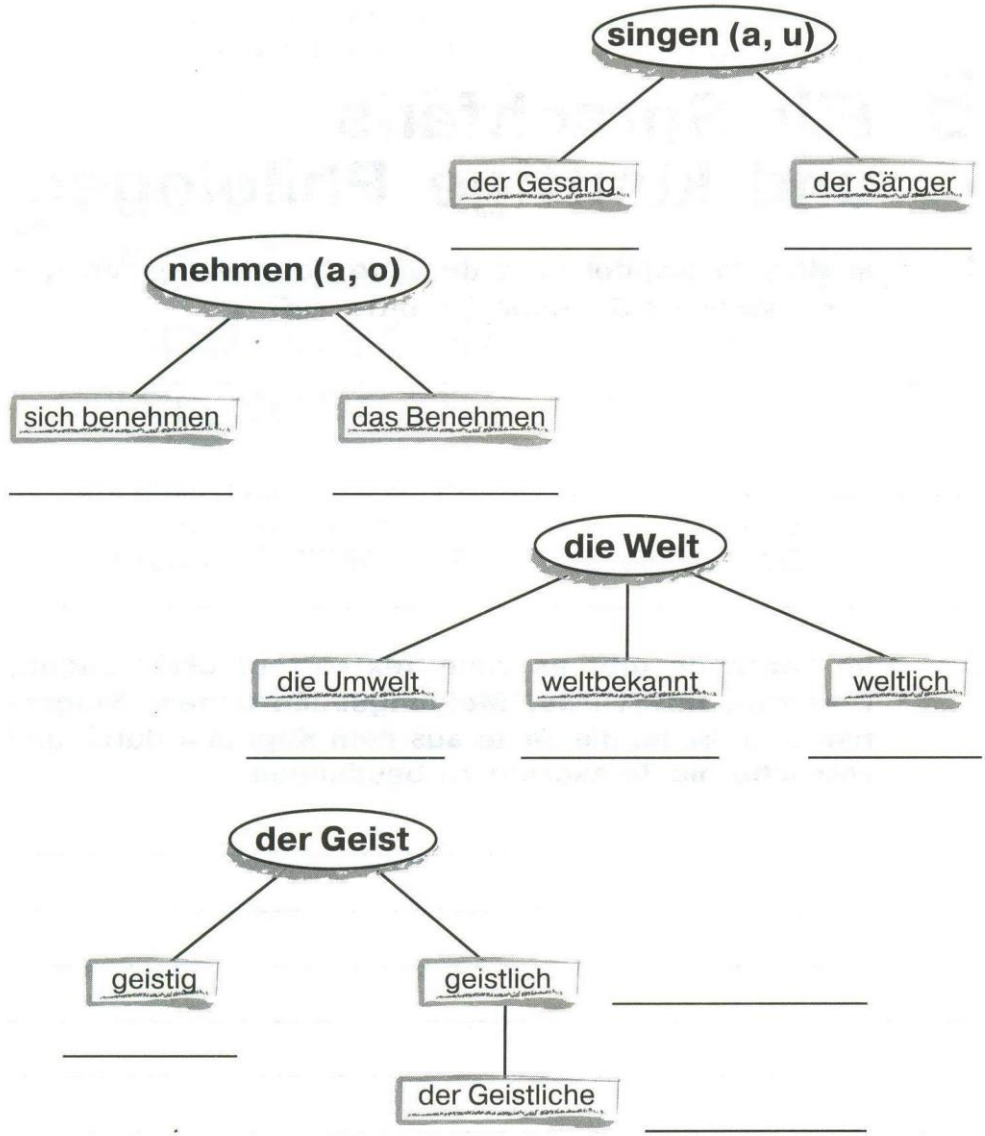 singen (a, u)
der Gesang
der Sänger
nehmen (a, o)
sich benehmen
das Benehmen
die Welt
die Umwelt
weltbekannt
weltlich
der Geist
geistig
geistlich
der Geistliche